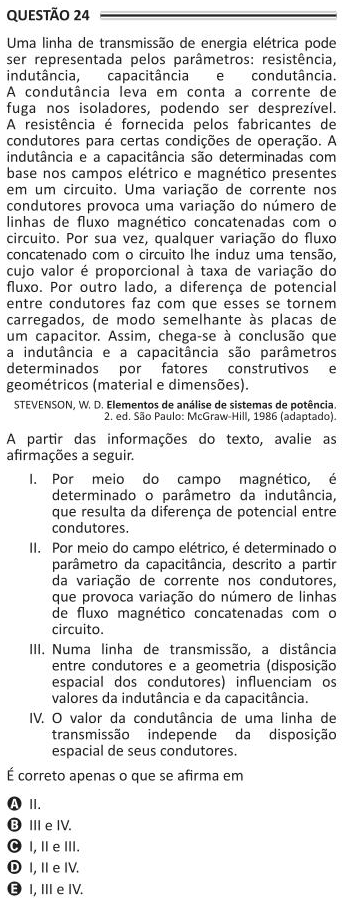 QUESTÃO 24
Uma linha de transmissão de energia elétrica pode
ser representada pelos parâmetros: resistência,
indutância, capacitância e condutância.
A condutância leva em conta a corrente de
fuga nos isoladores, podendo ser desprezível.
A resistência é fornecida pelos fabricantes de
condutores para certas condições de operação. A
indutância e a capacitância são determinadas com
base nos campos elétrico e magnético presentes
em um circuito. Uma variação de corrente nos
condutores provoca uma variação do número de
linhas de fluxo magnético concatenadas com o
circuito. Por sua vez, qualquer variação do fluxo
concatenado com o circuito lhe induz uma tensão,
cujo valor é proporcional à taxa de variação do
fluxo. Por outro lado, a diferença de potencial
entre condutores faz com que esses se tornem
carregados, de modo semelhante às placas de
um capacitor. Assim, chega-se à conclusão que
a indutância e a capacitância são parâmetros
determinados por fatores construtivos e
geométricos (material e dimensões).
STEVENSON, W. D. Elementos de análise de sistemas de potência.
2. ed. São Paulo: McGraw-Hill, 1986 (adaptado).
A partir das informações do texto, avalie as
afirmações a seguir.
I. Por meio do campo magnético, é
determinado o parâmetro da indutância,
que resulta da diferença de potencial entre
condutores.
II. Por meio do campo elétrico, é determinado o
parâmetro da capacitância, descrito a partir
da variação de corrente nos condutores,
que provoca variação do número de linhas
de fluxo magnético concatenadas com o
circuito.
III. Numa linha de transmissão, a distância
entre condutores e a geometria (disposição
espacial dos condutores) influenciam os
valores da indutância e da capacitância.
IV. O valor da condutância de uma linha de
transmissão independe da disposição
espacial de seus condutores.
É correto apenas o que se afirma em
A II.
B III e IV.
C I, II e III.
D I, II e IV.
E I, III e IV.